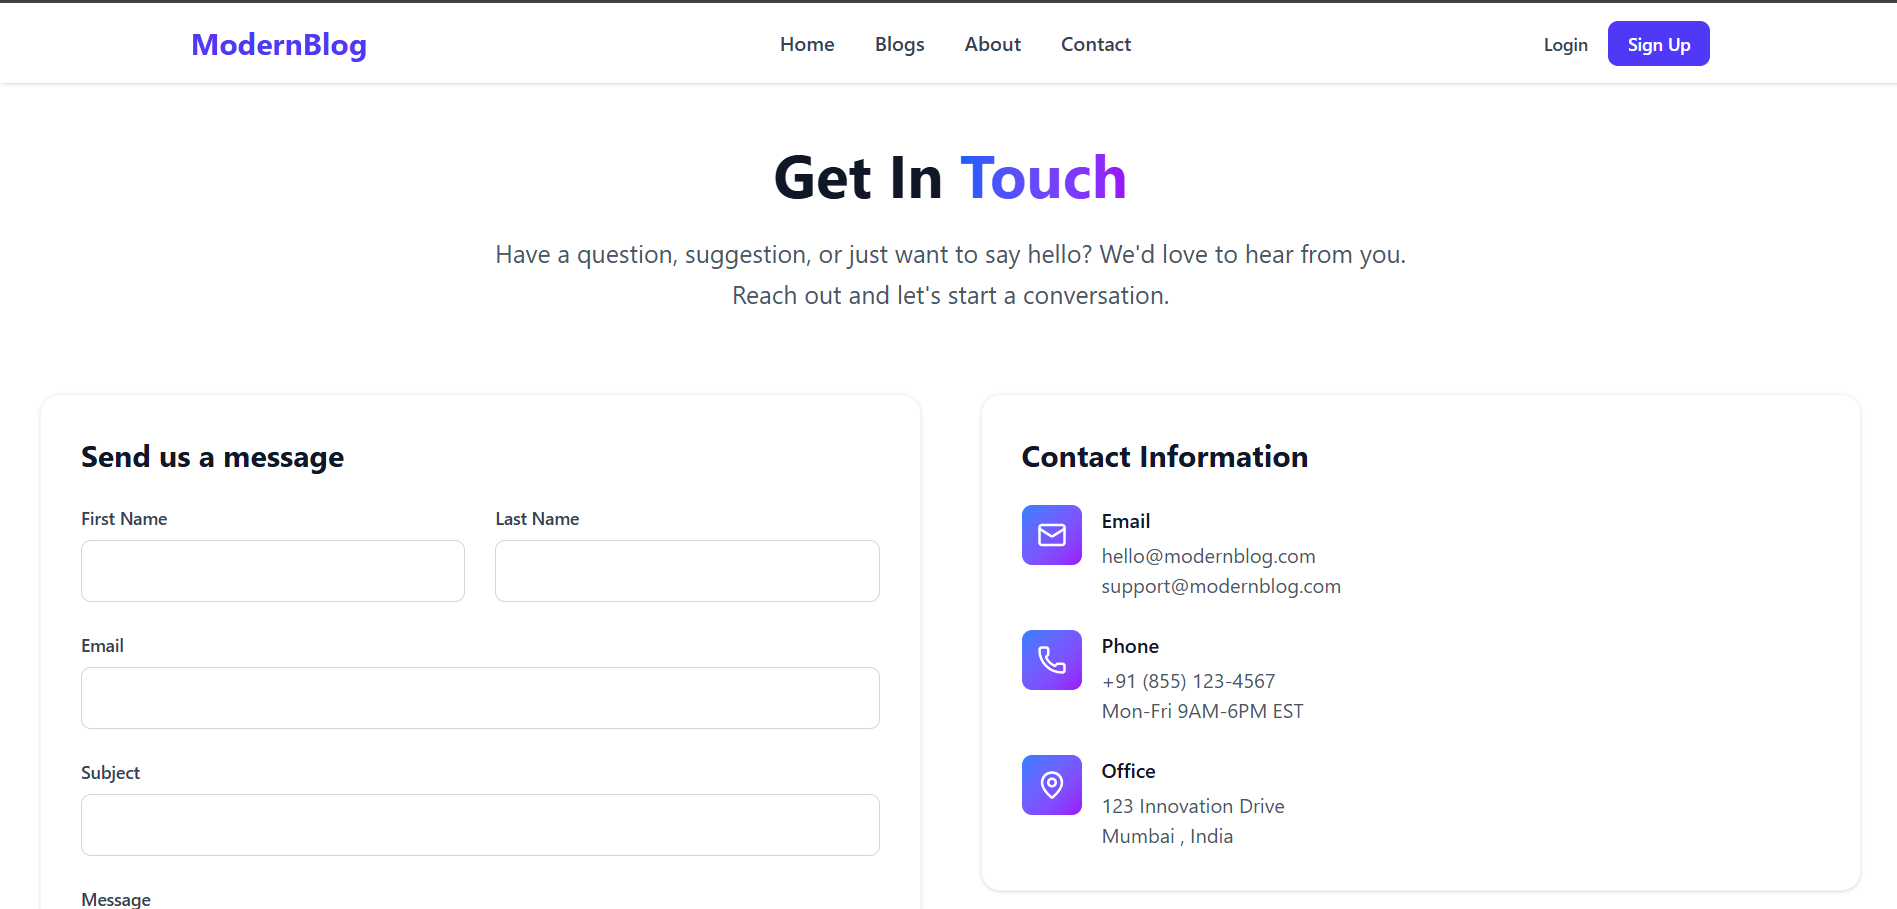 ModernBlog
Home Blogs About Contact
Login Sign Up
Get In Touch
Have a question, suggestion, or just want to say hello? We'd love to hear from you.
Reach out and let's start a conversation.
Send us a message
First Name Last Name
Email
Subject
Message
Contact Information
Email
hello@modernblog.com
support@modernblog.com
Phone
+91 (855) 123-4567
Mon-Fri 9AM-6PM EST
Office
123 Innovation Drive
Mumbai , India